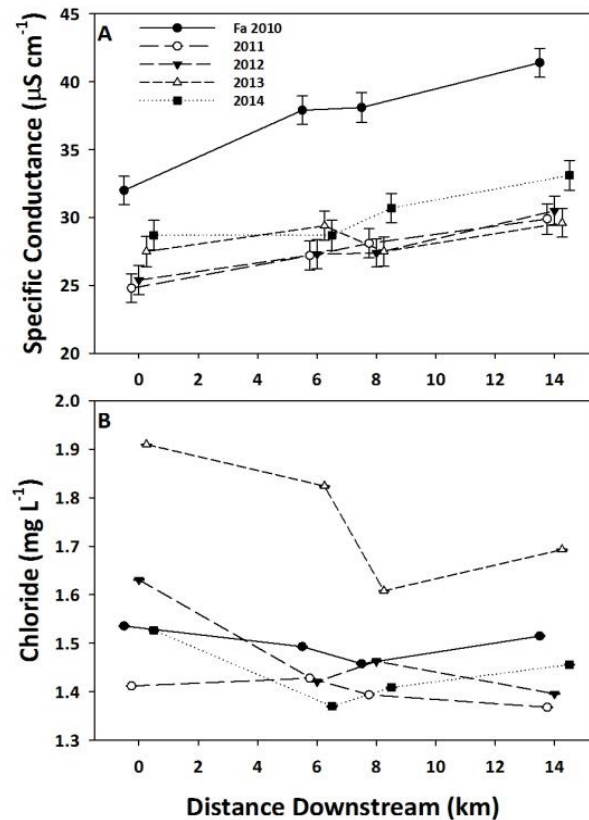 A
Fa 2010
2011
2012
2013
2014
Specific Conductance (µS cm⁻¹)
45
40
35
30
25
20
0 2 4 6 8 10 12 14
B
Chloride (mg L⁻¹)
2.0
1.9
1.8
1.7
1.6
1.5
1.4
1.3
0 2 4 6 8 10 12 14
Distance Downstream (km)